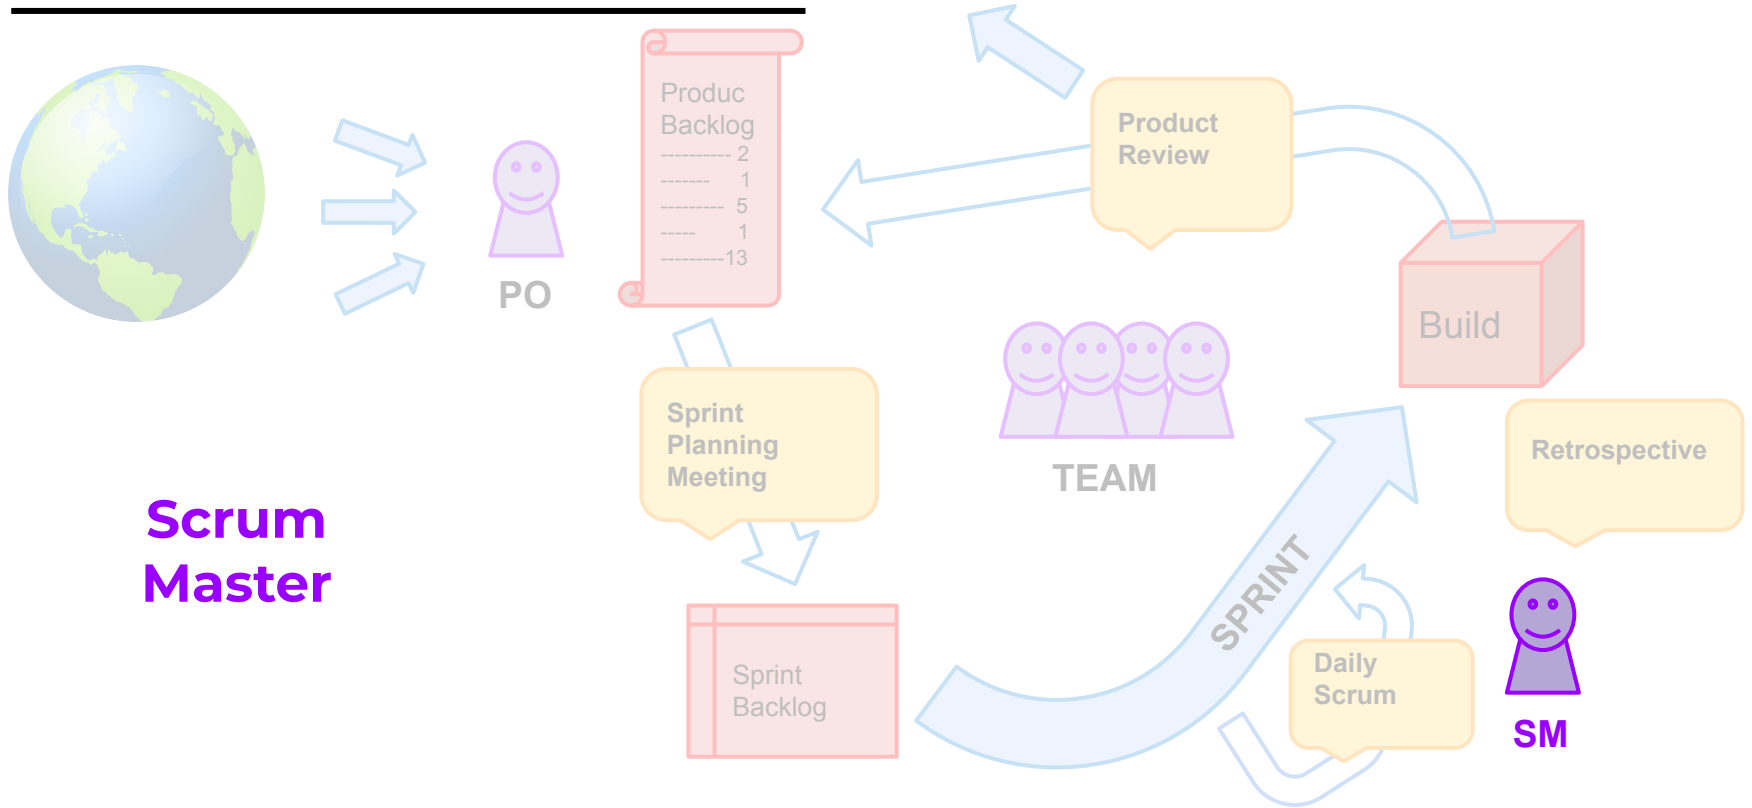 Produc
Backlog
---------- 2
------- 1
--------- 5
----- 1
---------13
PO
Product
Review
Build
Sprint
Planning
Meeting
TEAM
Retrospective
Scrum
Master
SPRINT
Sprint
Backlog
Daily
Scrum
SM